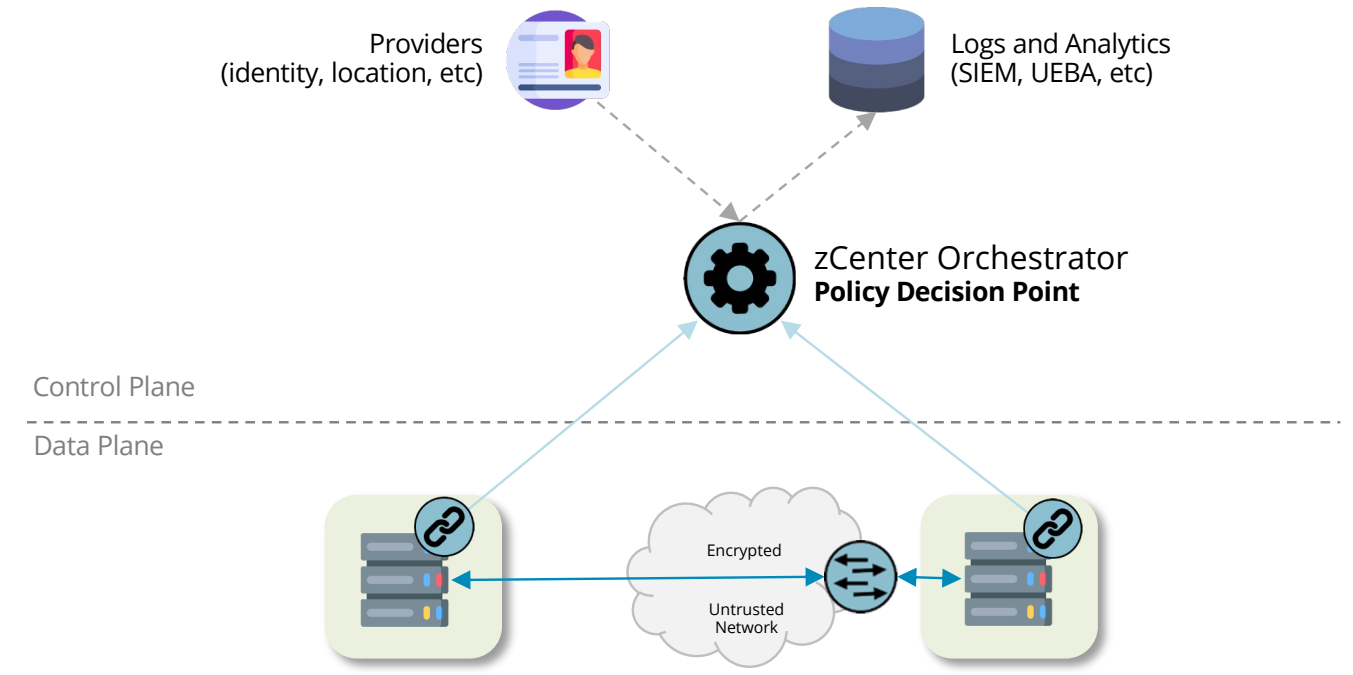 Providers
(identity, location, etc)
Logs and Analytics
(SIEM, UEBA, etc)
zCenter Orchestrator
Policy Decision Point
Control Plane
Data Plane
Encrypted
Untrusted
Network